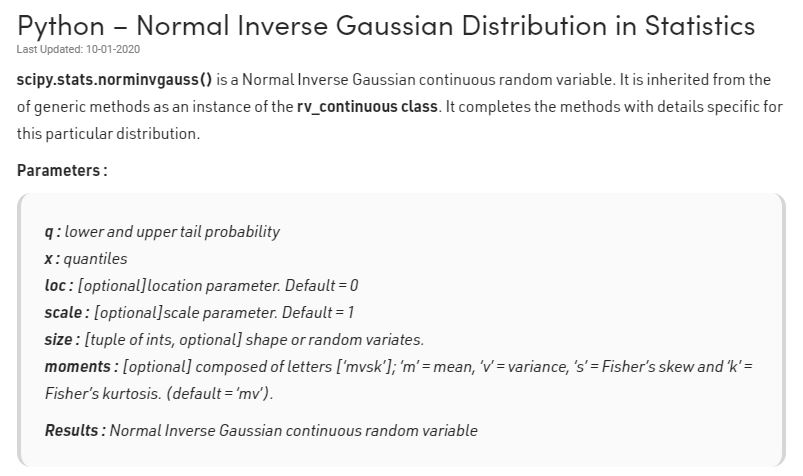 Python – Normal Inverse Gaussian Distribution in Statistics
Last Updated: 10-01-2020
scipy.stats.norminvgauss() is a Normal Inverse Gaussian continuous random variable. It is inherited from the
of generic methods as an instance of the rv_continuous class. It completes the methods with details specific for
this particular distribution.
Parameters :
q : lower and upper tail probability
x : quantiles
loc : [optional]location parameter. Default = 0
scale : [optional]scale parameter. Default = 1
size : [tuple of ints, optional] shape or random variates.
moments : [optional] composed of letters [‘mvsk’]; ‘m’ = mean, ‘v’ = variance, ‘s’ = Fisher’s skew and ‘k’ =
Fisher’s kurtosis. (default = ‘mv’).
Results : Normal Inverse Gaussian continuous random variable